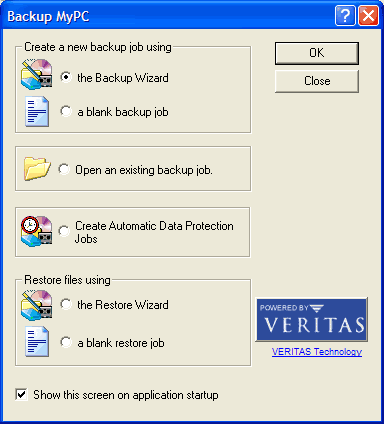 Backup MyPC
Create a new backup job using
OK
the Backup Wizard
Close
a blank backup job
Open an existing backup job.
Create Automatic Data Protection
Jobs
Restore files using
the Restore Wizard
a blank restore job
POWERED BY
VERITAS
VERITAS Technology
Show this screen on application startup